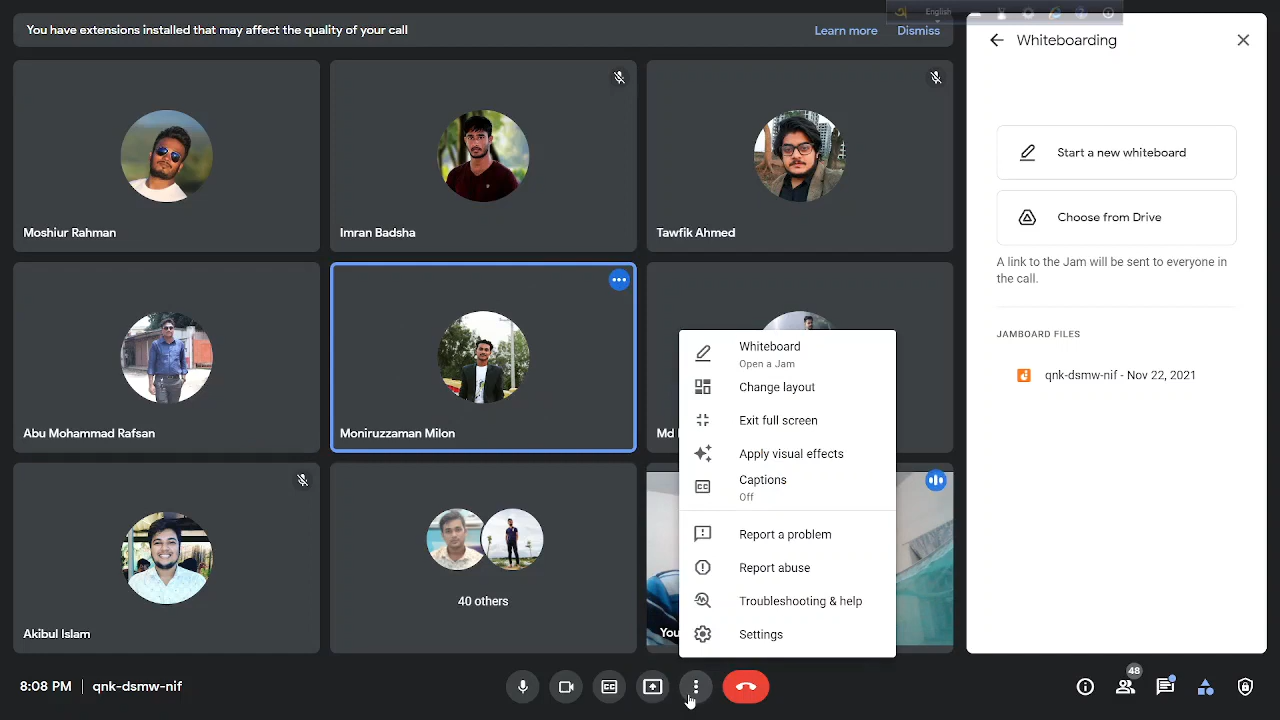 English
You have extensions installed that may affect the quality of your call
Learn more
Dismiss
Whiteboarding
Start a new whiteboard
Choose from Drive
A link to the Jam will be sent to everyone in
the call.
JAMBOARD FILES
qnk-dsmw-nif - Nov 22, 2021
Moshiur Rahman
Imran Badsha
Tawfik Ahmed
Abu Mohammad Rafsan
Moniruzzaman Milon
Md
Akibul Islam
40 others
You
Whiteboard
Open a Jam
Change layout
Exit full screen
Apply visual effects
Captions
Off
Report a problem
Report abuse
Troubleshooting & help
Settings
8:08 PM
qnk-dsmw-nif
48